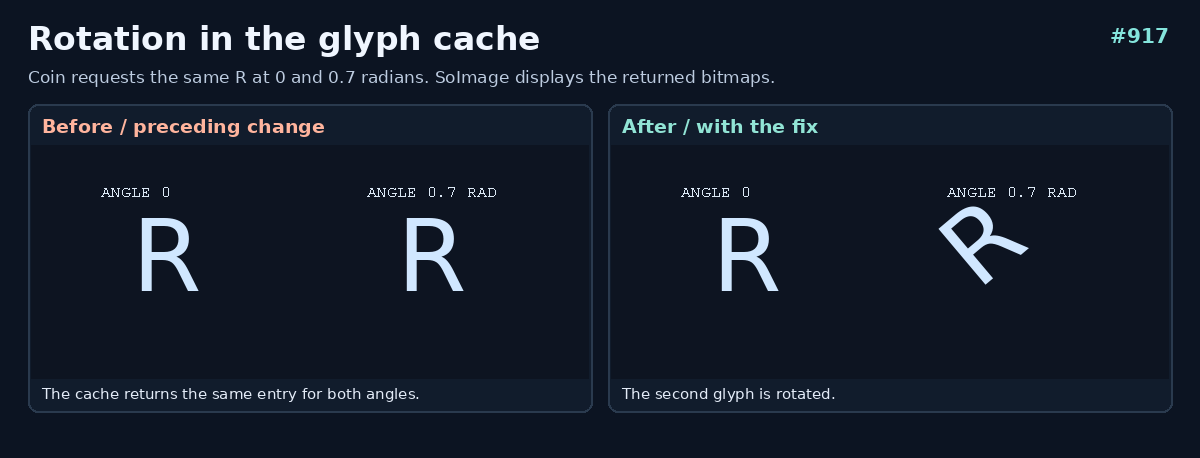 Rotation in the glyph cache
#917
Coin requests the same R at 0 and 0.7 radians. SoImage displays the returned bitmaps.
Before / preceding change
ANGLE 0
ANGLE 0.7 RAD
R
R
The cache returns the same entry for both angles.
After / with the fix
ANGLE 0
ANGLE 0.7 RAD
R
R
The second glyph is rotated.